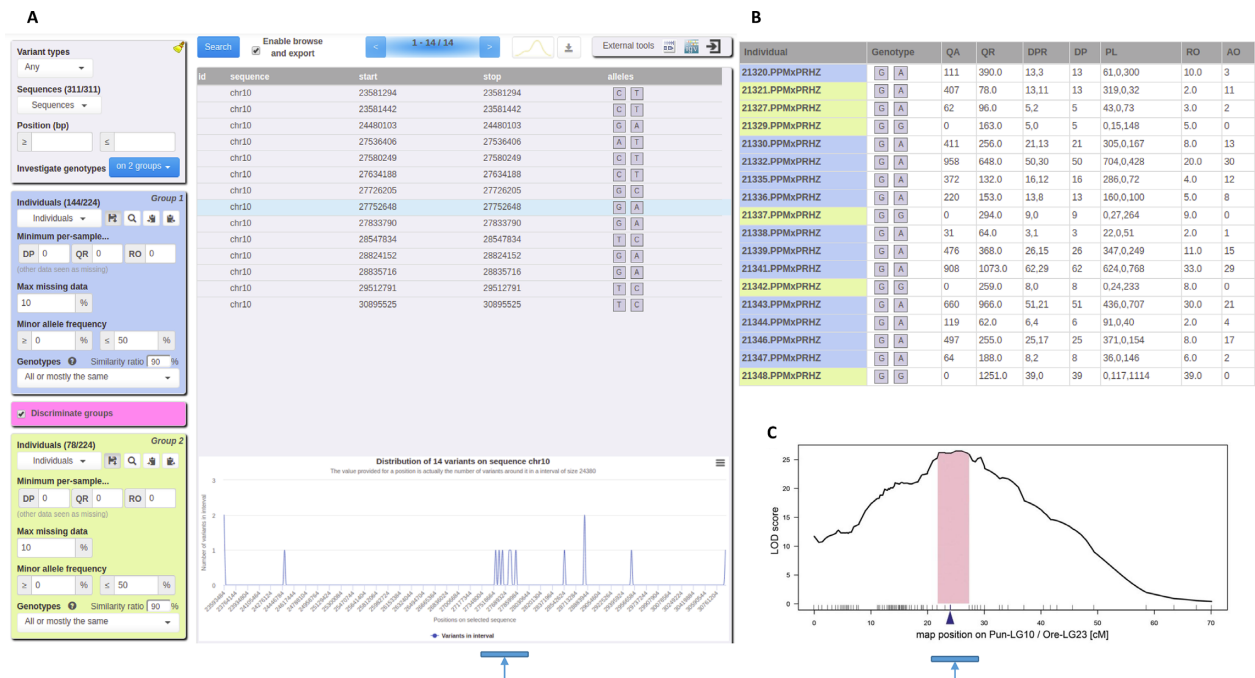 A
Variant types
Any
Sequences (311/311)
Sequences
Position (bp)
≥ ≤
Investigate genotypes on 2 groups
Group 1
Individuals (144/224)
Individuals
Minimum per-sample...
DP 0 QR 0 RO 0
(other data seen as missing)
Max missing data
10 %
Minor allele frequency
≥ 0 % ≤ 50 %
Genotypes ? Similarity ratio 90 %
All or mostly the same
Discriminate groups
Group 2
Individuals (78/224)
Individuals
Minimum per-sample...
DP 0 QR 0 RO 0
(other data seen as missing)
Max missing data
10 %
Minor allele frequency
≥ 0 % ≤ 50 %
Genotypes ? Similarity ratio 90 %
All or mostly the same
Search
Enable browse
and export
< 1 - 14 / 14 >
External tools
id sequence start stop alleles
chr10 23581294 23581294 C T
chr10 23581442 23581442 C T
chr10 24480103 24480103 G A
chr10 27536406 27536406 A T
chr10 27580249 27580249 C T
chr10 27634188 27634188 C T
chr10 27726205 27726205 G C
chr10 27752648 27752648 G A
chr10 27833790 27833790 G A
chr10 28547834 28547834 T C
chr10 28824152 28824152 G A
chr10 28835716 28835716 G A
chr10 29512791 29512791 T C
chr10 30895525 30895525 T C
Distribution of 14 variants on sequence chr10
The value provided for a position is actually the number of variants around it in a interval of size 24380
Number of variants in interval
3
2
1
0
Positions on selected sequence
Variants in interval
B
Individual Genotype QA QR DPR DP PL RO AO
21320.PPMxPRHZ G A 111 390.0 13,3 13 61,0,300 10.0 3
21321.PPMxPRHZ G A 407 78.0 13,11 13 319,0,32 2.0 11
21327.PPMxPRHZ G A 62 96.0 5,2 5 43,0,73 3.0 2
21329.PPMxPRHZ G G 0 163.0 5,0 5 0,15,148 5.0 0
21330.PPMxPRHZ G A 411 256.0 21,13 21 305,0,167 8.0 13
21332.PPMxPRHZ G A 958 648.0 50,30 50 704,0,428 20.0 30
21335.PPMxPRHZ G A 372 132.0 16,12 16 286,0,72 4.0 12
21336.PPMxPRHZ G A 220 153.0 13,8 13 160,0,100 5.0 8
21337.PPMxPRHZ G G 0 294.0 9,0 9 0,27,264 9.0 0
21338.PPMxPRHZ G A 31 64.0 3,1 3 22,0,51 2.0 1
21339.PPMxPRHZ G A 476 368.0 26,15 26 347,0,249 11.0 15
21341.PPMxPRHZ G A 908 1073.0 62,29 62 624,0,768 33.0 29
21342.PPMxPRHZ G G 0 259.0 8,0 8 0,24,233 8.0 0
21343.PPMxPRHZ G A 660 966.0 51,21 51 436,0,707 30.0 21
21344.PPMxPRHZ G A 119 62.0 6,4 6 91,0,40 2.0 4
21346.PPMxPRHZ G A 497 255.0 25,17 25 371,0,154 8.0 17
21347.PPMxPRHZ G A 64 188.0 8,2 8 36,0,146 6.0 2
21348.PPMxPRHZ G G 0 1251.0 39,0 39 0,117,1114 39.0 0
C
LOD score
25
20
15
10
5
0
0 10 20 30 40 50 60 70
map position on Pun-LG10 / Ore-LG23 [cM]